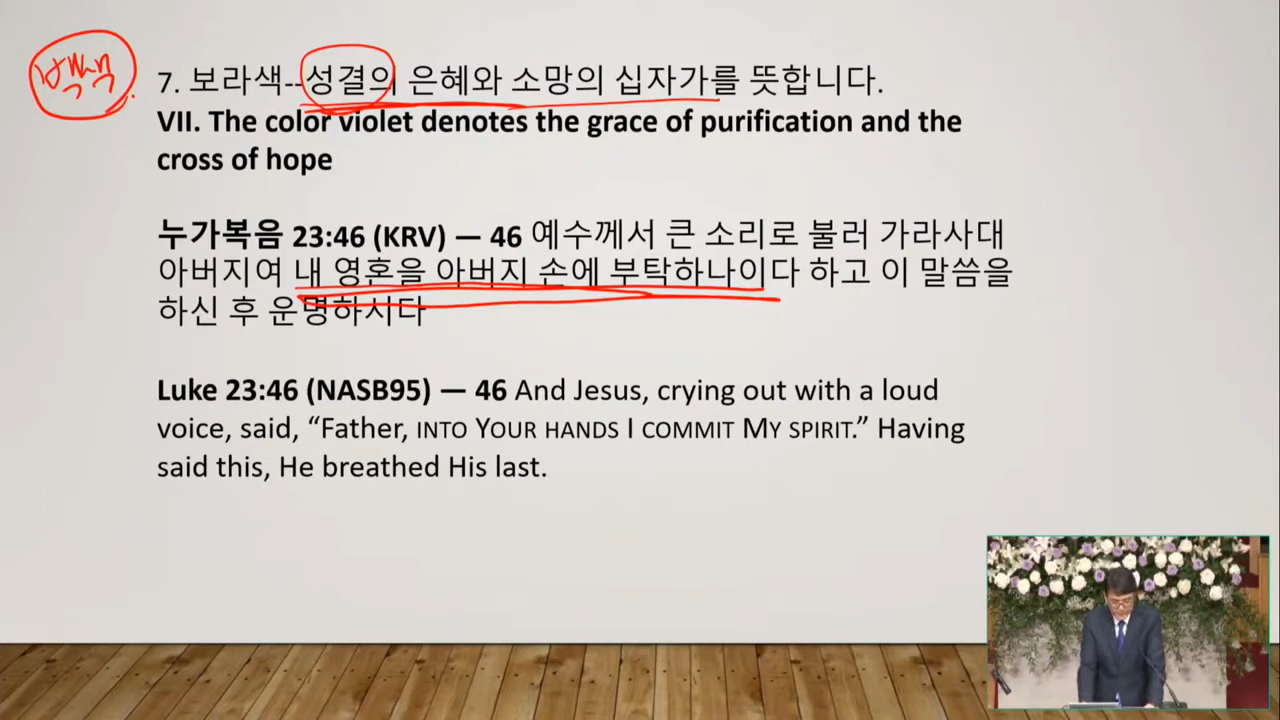 7. 보라색--성결의 은혜와 소망의 십자가를 뜻합니다.
VII. The color violet denotes the grace of purification and the
cross of hope
누가복음 23:46 (KRV) — 46 예수께서 큰 소리로 불러 가라사대
아버지여 내 영혼을 아버지 손에 부탁하나이다 하고 이 말씀을
하신 후 운명하시다
Luke 23:46 (NASB95) — 46 And Jesus, crying out with a loud
voice, said, “Father, INTO YOUR HANDS I COMMIT MY SPIRIT.” Having
said this, He breathed His last.